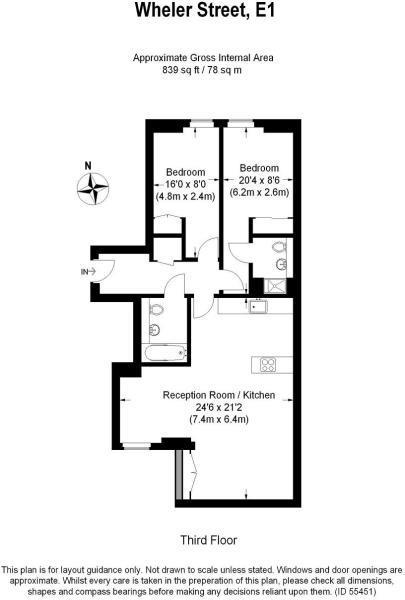 Wheler Street, E1
Approximate Gross Internal Area
839 sq ft / 78 sq m
N
Bedroom
16'0 x 8'0
(4.8m x 2.4m)
Bedroom
20'4 x 8'6
(6.2m x 2.6m)
IN
Reception Room / Kitchen
24'6 x 21'2
(7.4m x 6.4m)
Third Floor
This plan is for layout guidance only. Not drawn to scale unless stated. Windows and door openings are
approximate. Whilst every care is taken in the preperation of this plan, please check all dimensions,
shapes and compass bearings before making any decisions reliant upon them. (ID 55451)